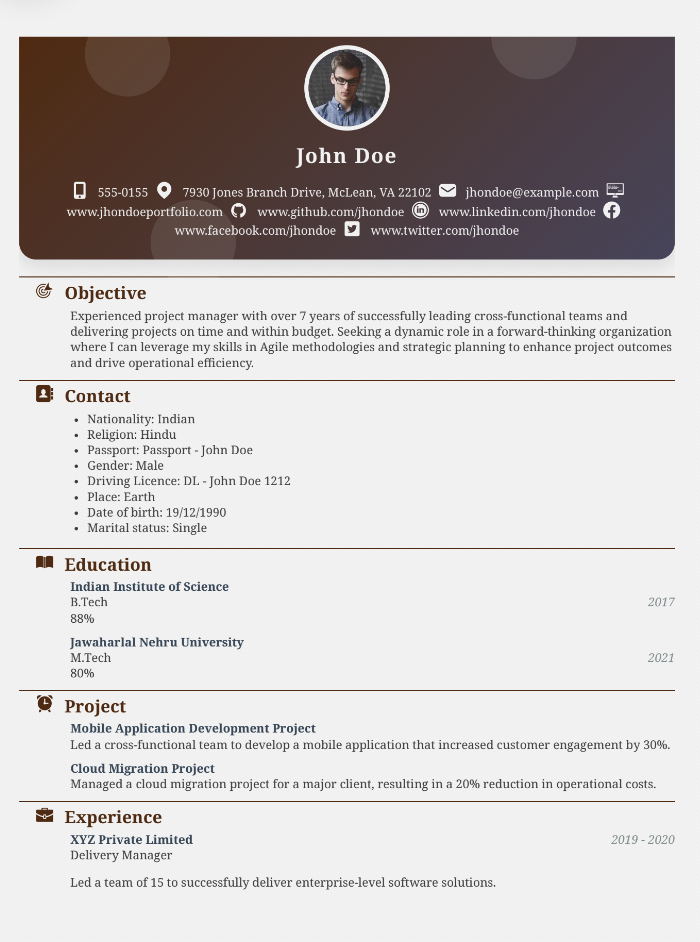 John Doe
555-0155 7930 Jones Branch Drive, McLean, VA 22102 jhondoe@example.com
www.jhondoeportfolio.com www.github.com/jhondoe www.linkedin.com/jhondoe
www.facebook.com/jhondoe www.twitter.com/jhondoe
Objective
Experienced project manager with over 7 years of successfully leading cross-functional teams and
delivering projects on time and within budget. Seeking a dynamic role in a forward-thinking organization
where I can leverage my skills in Agile methodologies and strategic planning to enhance project outcomes
and drive operational efficiency.
Contact
• Nationality: Indian
• Religion: Hindu
• Passport: Passport - John Doe
• Gender: Male
• Driving Licence: DL - John Doe 1212
• Place: Earth
• Date of birth: 19/12/1990
• Marital status: Single
Education
Indian Institute of Science
B.Tech 2017
88%
Jawaharlal Nehru University
M.Tech 2021
80%
Project
Mobile Application Development Project
Led a cross-functional team to develop a mobile application that increased customer engagement by 30%.
Cloud Migration Project
Managed a cloud migration project for a major client, resulting in a 20% reduction in operational costs.
Experience
XYZ Private Limited 2019 - 2020
Delivery Manager
Led a team of 15 to successfully deliver enterprise-level software solutions.